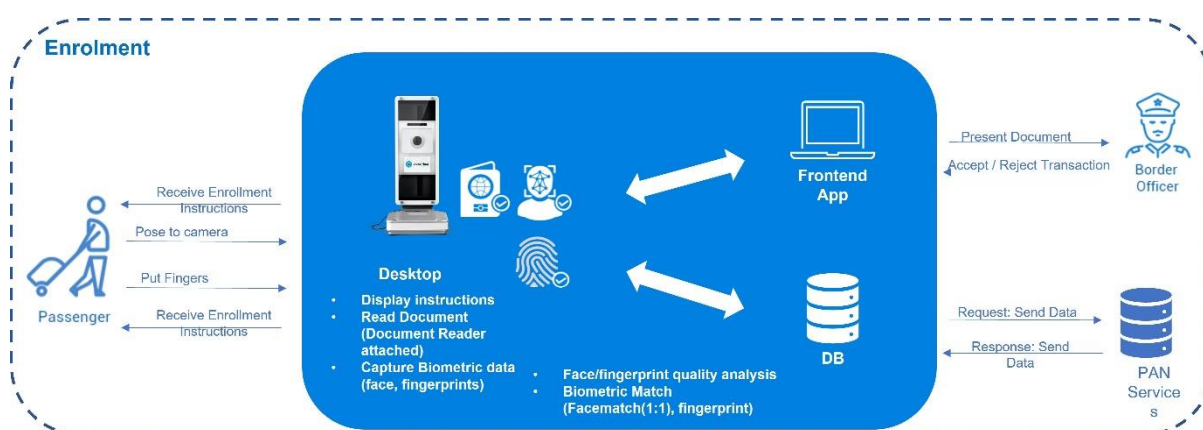 Enrolment
Receive Enrollment
Instructions
Pose to camera
Put Fingers
Receive Enrollment
Instructions
Passenger
Desktop
• Display instructions
• Read Document
(Document Reader
attached)
• Capture Biometric data
(face, fingerprints)
• Face/fingerprint quality analysis
• Biometric Match
(Facematch(1:1), fingerprint)
Frontend
App
DB
Present Document
Accept / Reject Transaction
Border
Officer
Request: Send Data
Response: Send
Data
PAN
Service
s